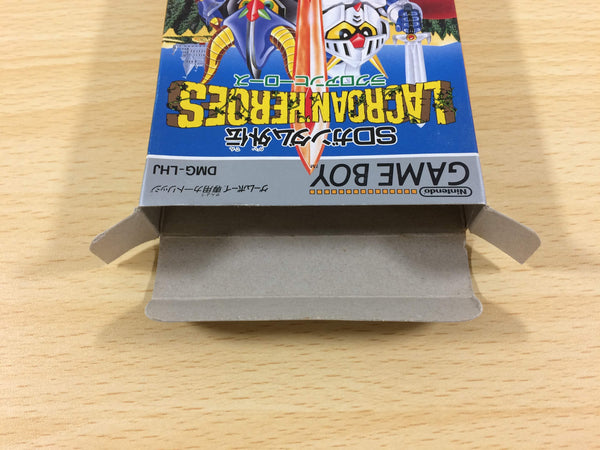 Nintendo
GAME BOY
ゲームボーイ専用カートリッジ
DMG-LHJ
SDガンダム外伝
LACROAN HEROES
ラクロアンヒーローズ